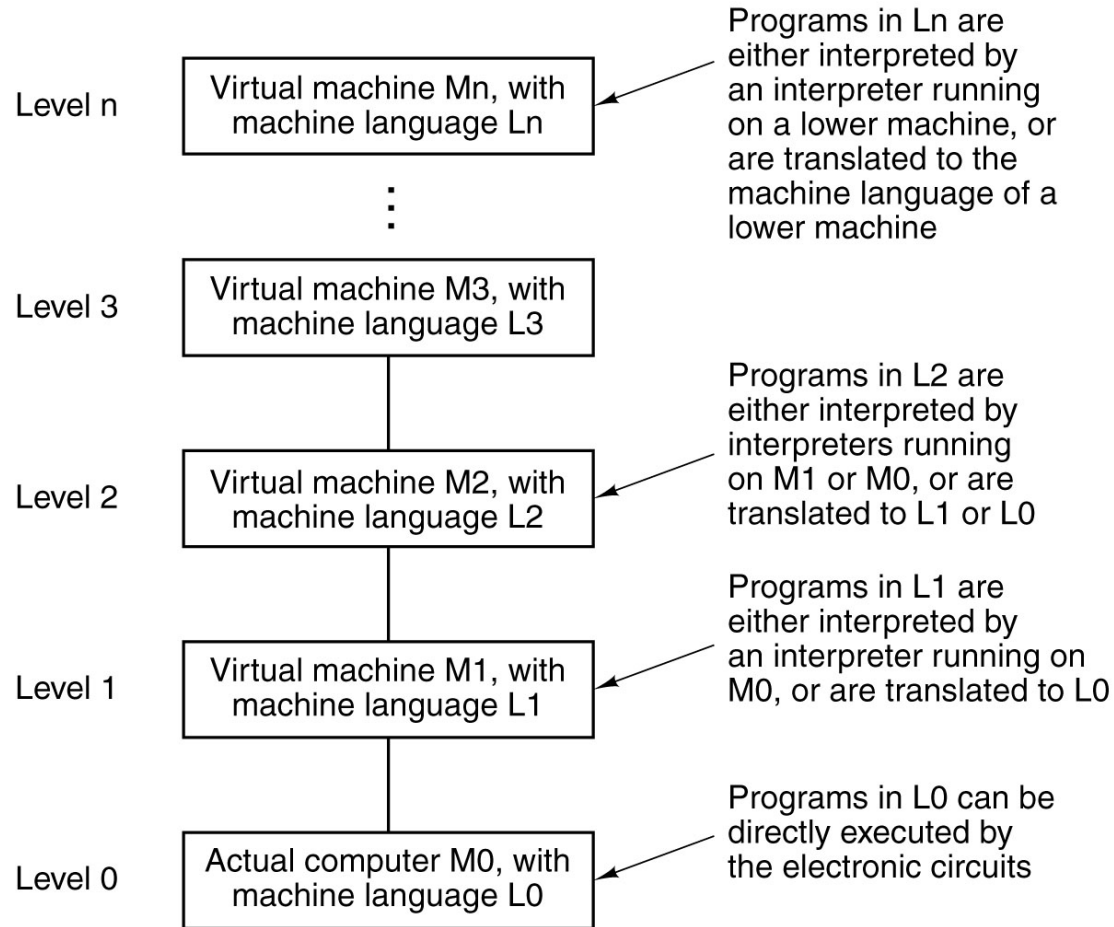 Level n
Virtual machine Mn, with
machine language Ln
Programs in Ln are
either interpreted by
an interpreter running
on a lower machine, or
are translated to the
machine language of a
lower machine
Level 3
Virtual machine M3, with
machine language L3
Level 2
Virtual machine M2, with
machine language L2
Programs in L2 are
either interpreted by
interpreters running
on M1 or M0, or are
translated to L1 or L0
Level 1
Virtual machine M1, with
machine language L1
Programs in L1 are
either interpreted by
an interpreter running on
M0, or are translated to L0
Level 0
Actual computer M0, with
machine language L0
Programs in L0 can be
directly executed by
the electronic circuits